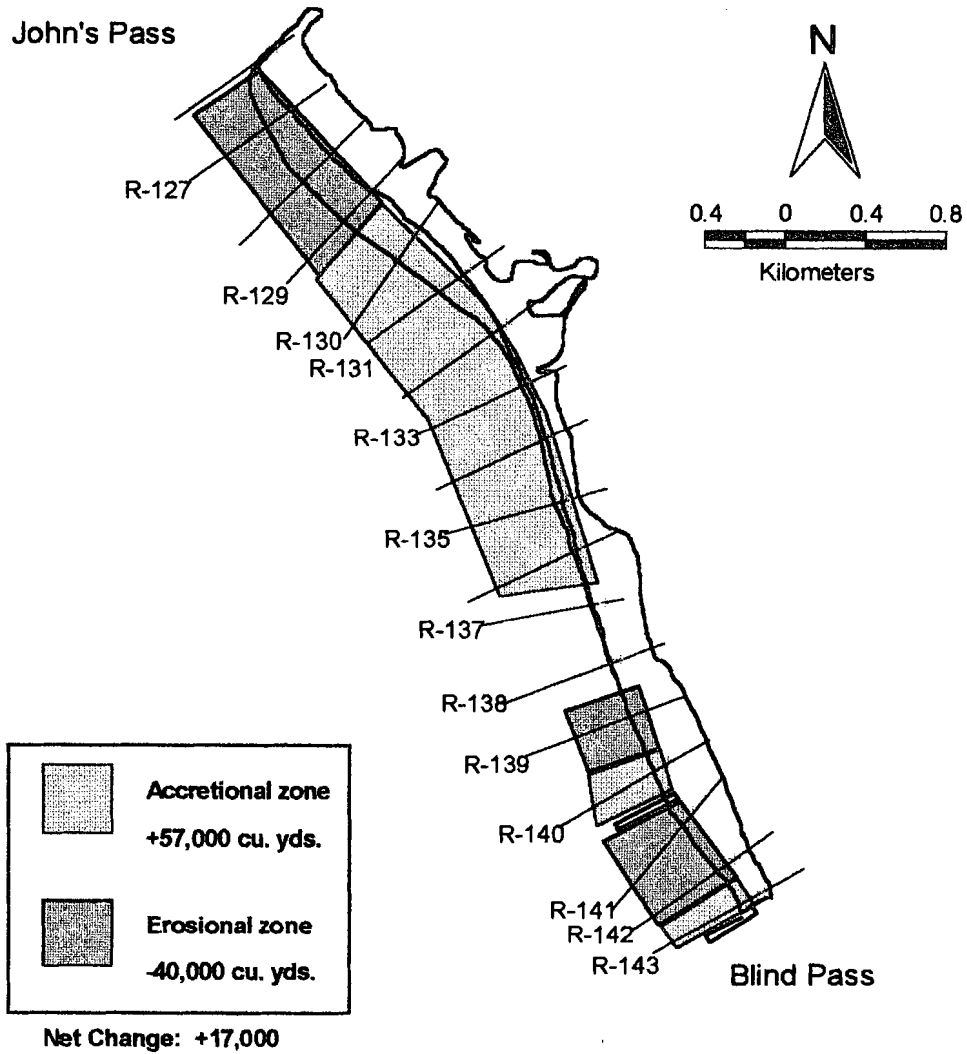 John's Pass
N
0.4 0 0.4 0.8
Kilometers
R-127
R-129
R-130
R-131
R-133
R-135
R-137
R-138
R-139
R-140
R-141
R-142
R-143
Blind Pass
Accretional zone
+57,000 cu. yds.
Erosional zone
-40,000 cu. yds.
Net Change: +17,000